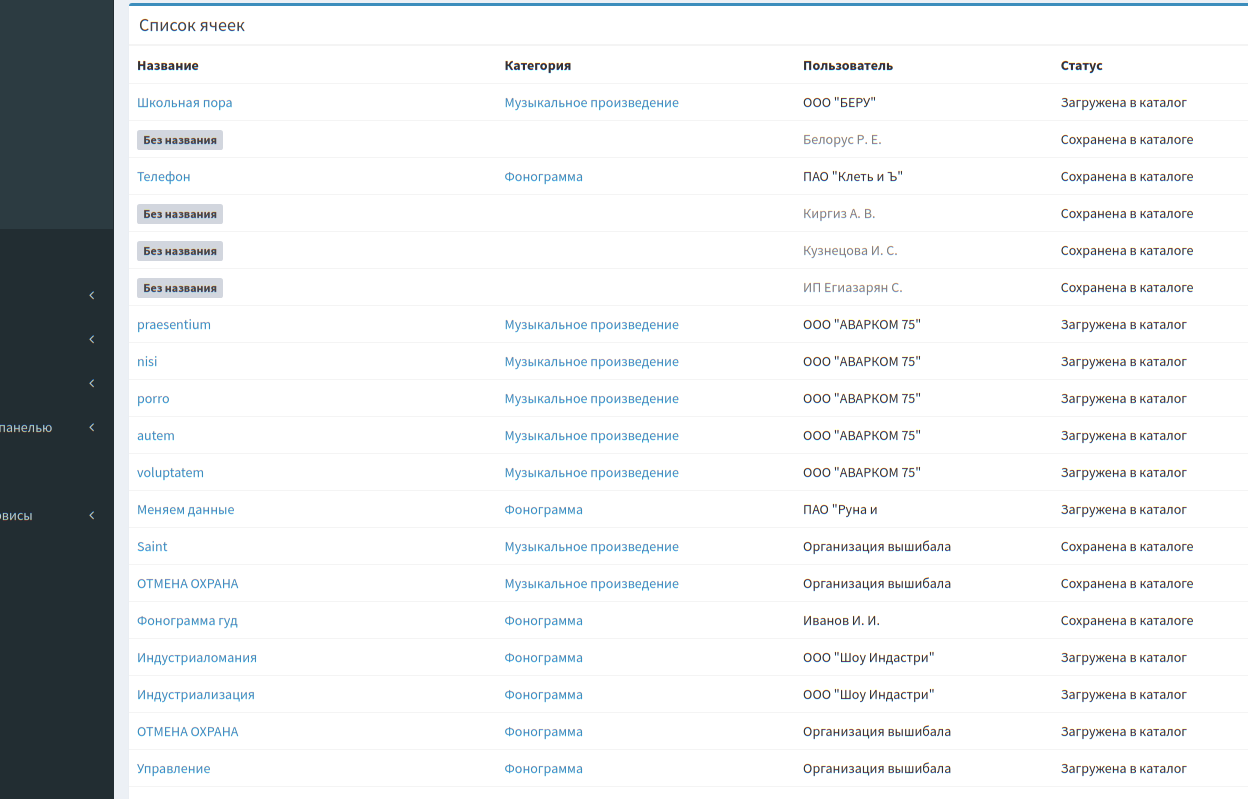 Список ячеек
Название Категория Пользователь Статус
Школьная пора Музыкальное произведение ООО "БЕРУ" Загружена в каталог
Без названия Белорус Р. Е. Сохранена в каталоге
Телефон Фонограмма ПАО "Клеть и Ъ" Сохранена в каталоге
Без названия Киргиз А. В. Сохранена в каталоге
Без названия Кузнецова И. С. Сохранена в каталоге
Без названия ИП Егиазарян С. Сохранена в каталоге
praesentium Музыкальное произведение ООО "АВАРКОМ 75" Загружена в каталог
nisi Музыкальное произведение ООО "АВАРКОМ 75" Загружена в каталог
porro Музыкальное произведение ООО "АВАРКОМ 75" Загружена в каталог
autem Музыкальное произведение ООО "АВАРКОМ 75" Загружена в каталог
панелью
voluptatem Музыкальное произведение ООО "АВАРКОМ 75" Загружена в каталог
Меняем данные Фонограмма ПАО "Руна и Загружена в каталог
рвисы
Saint Музыкальное произведение Организация вышибала Сохранена в каталоге
ОТМЕНА ОХРАНА Музыкальное произведение Организация вышибала Сохранена в каталоге
Фонограмма гуд Фонограмма Иванов И. И. Сохранена в каталоге
Индустриаломания Фонограмма ООО "Шоу Индастри" Загружена в каталог
Индустриализация Фонограмма ООО "Шоу Индастри" Загружена в каталог
ОТМЕНА ОХРАНА Фонограмма Организация вышибала Загружена в каталог
Управление Фонограмма Организация вышибала Загружена в каталог